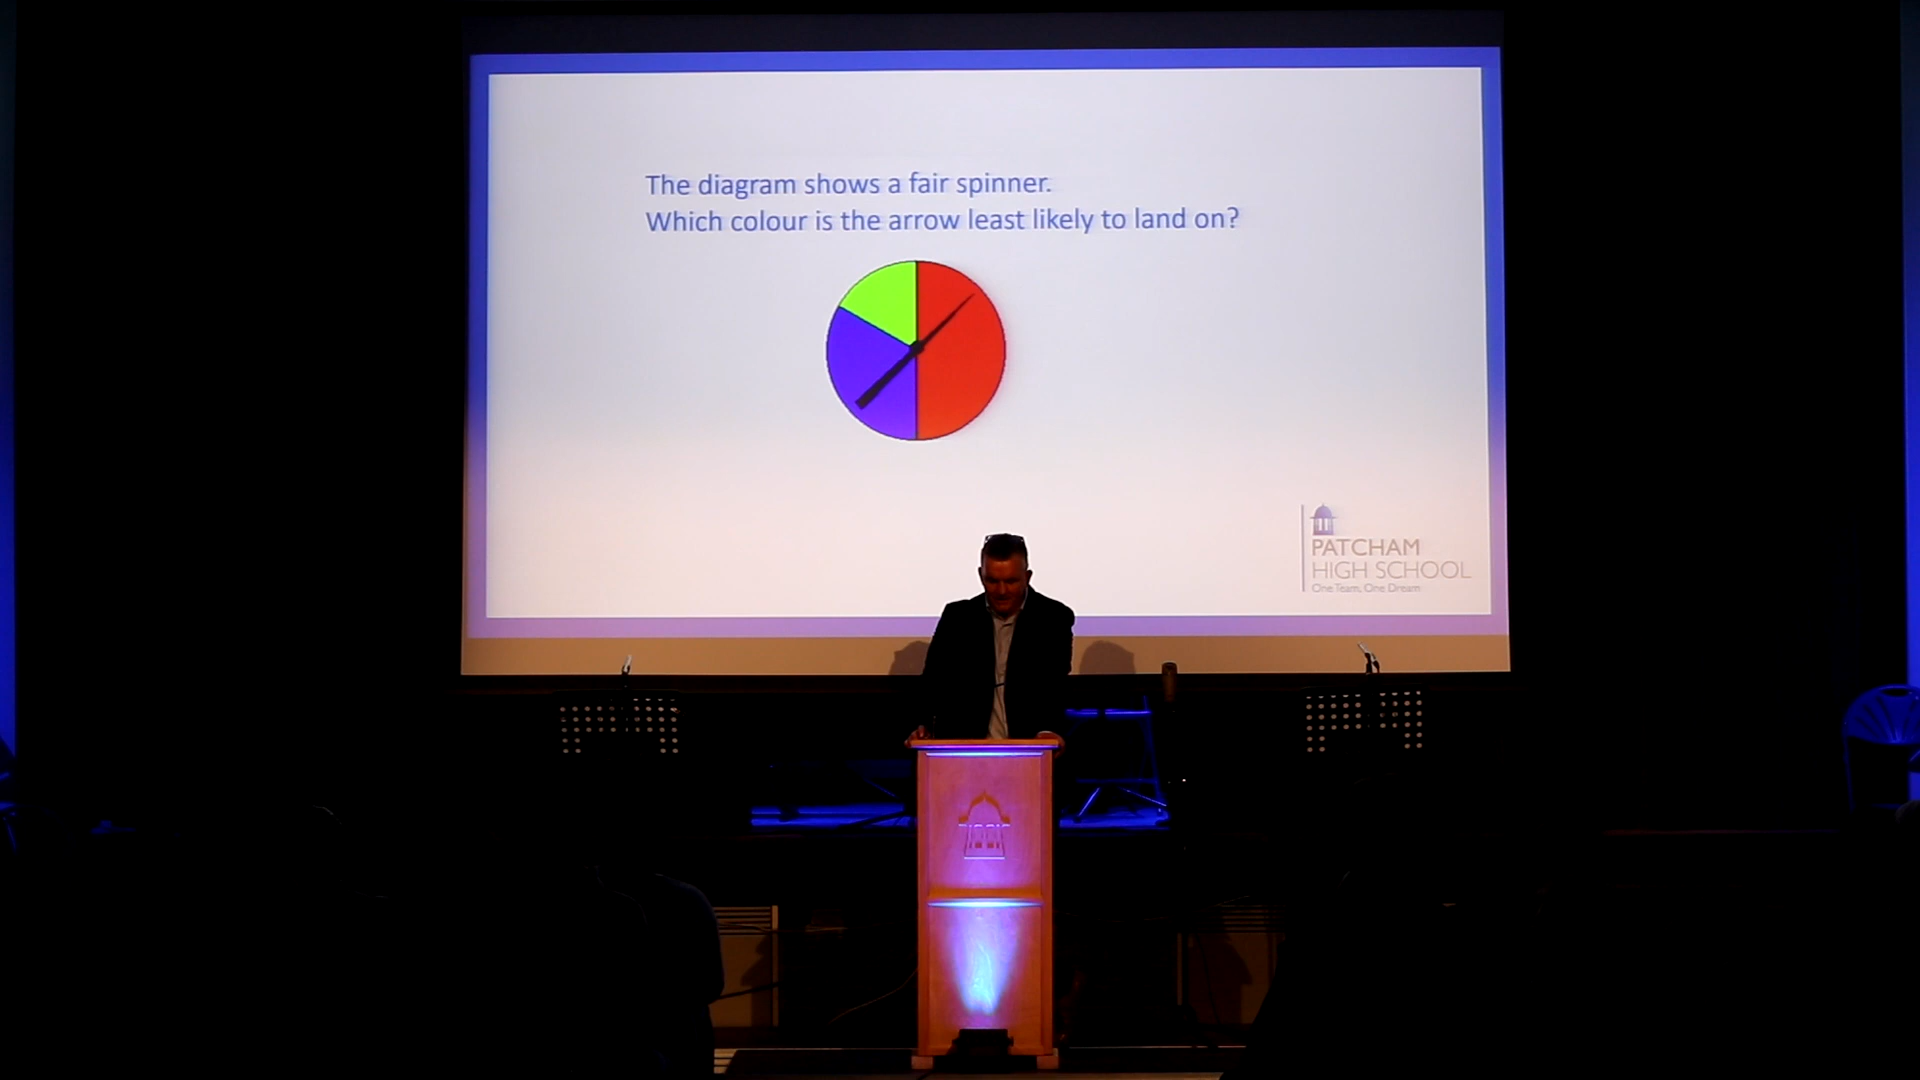 The diagram shows a fair spinner.
Which colour is the arrow least likely to land on?
PATCHAM
HIGH SCHOOL
One Team, One Dream